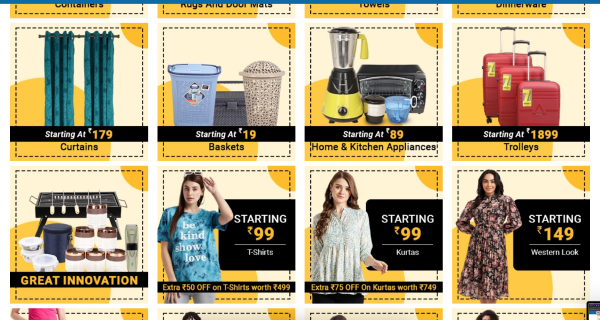 Containers
Rugs And Door Mats
Towels
Dinnerware
Starting At ₹179
Curtains
Starting At ₹19
Baskets
Starting At ₹89
Home & Kitchen Appliances
Starting At ₹1899
Trolleys
GREAT INNOVATION
be
kind
show
love
STARTING
₹99
T-Shirts
Extra ₹50 OFF on T-Shirts worth ₹499
STARTING
₹99
Kurtas
Extra ₹75 OFF On Kurtas worth ₹749
STARTING
₹149
Western Look